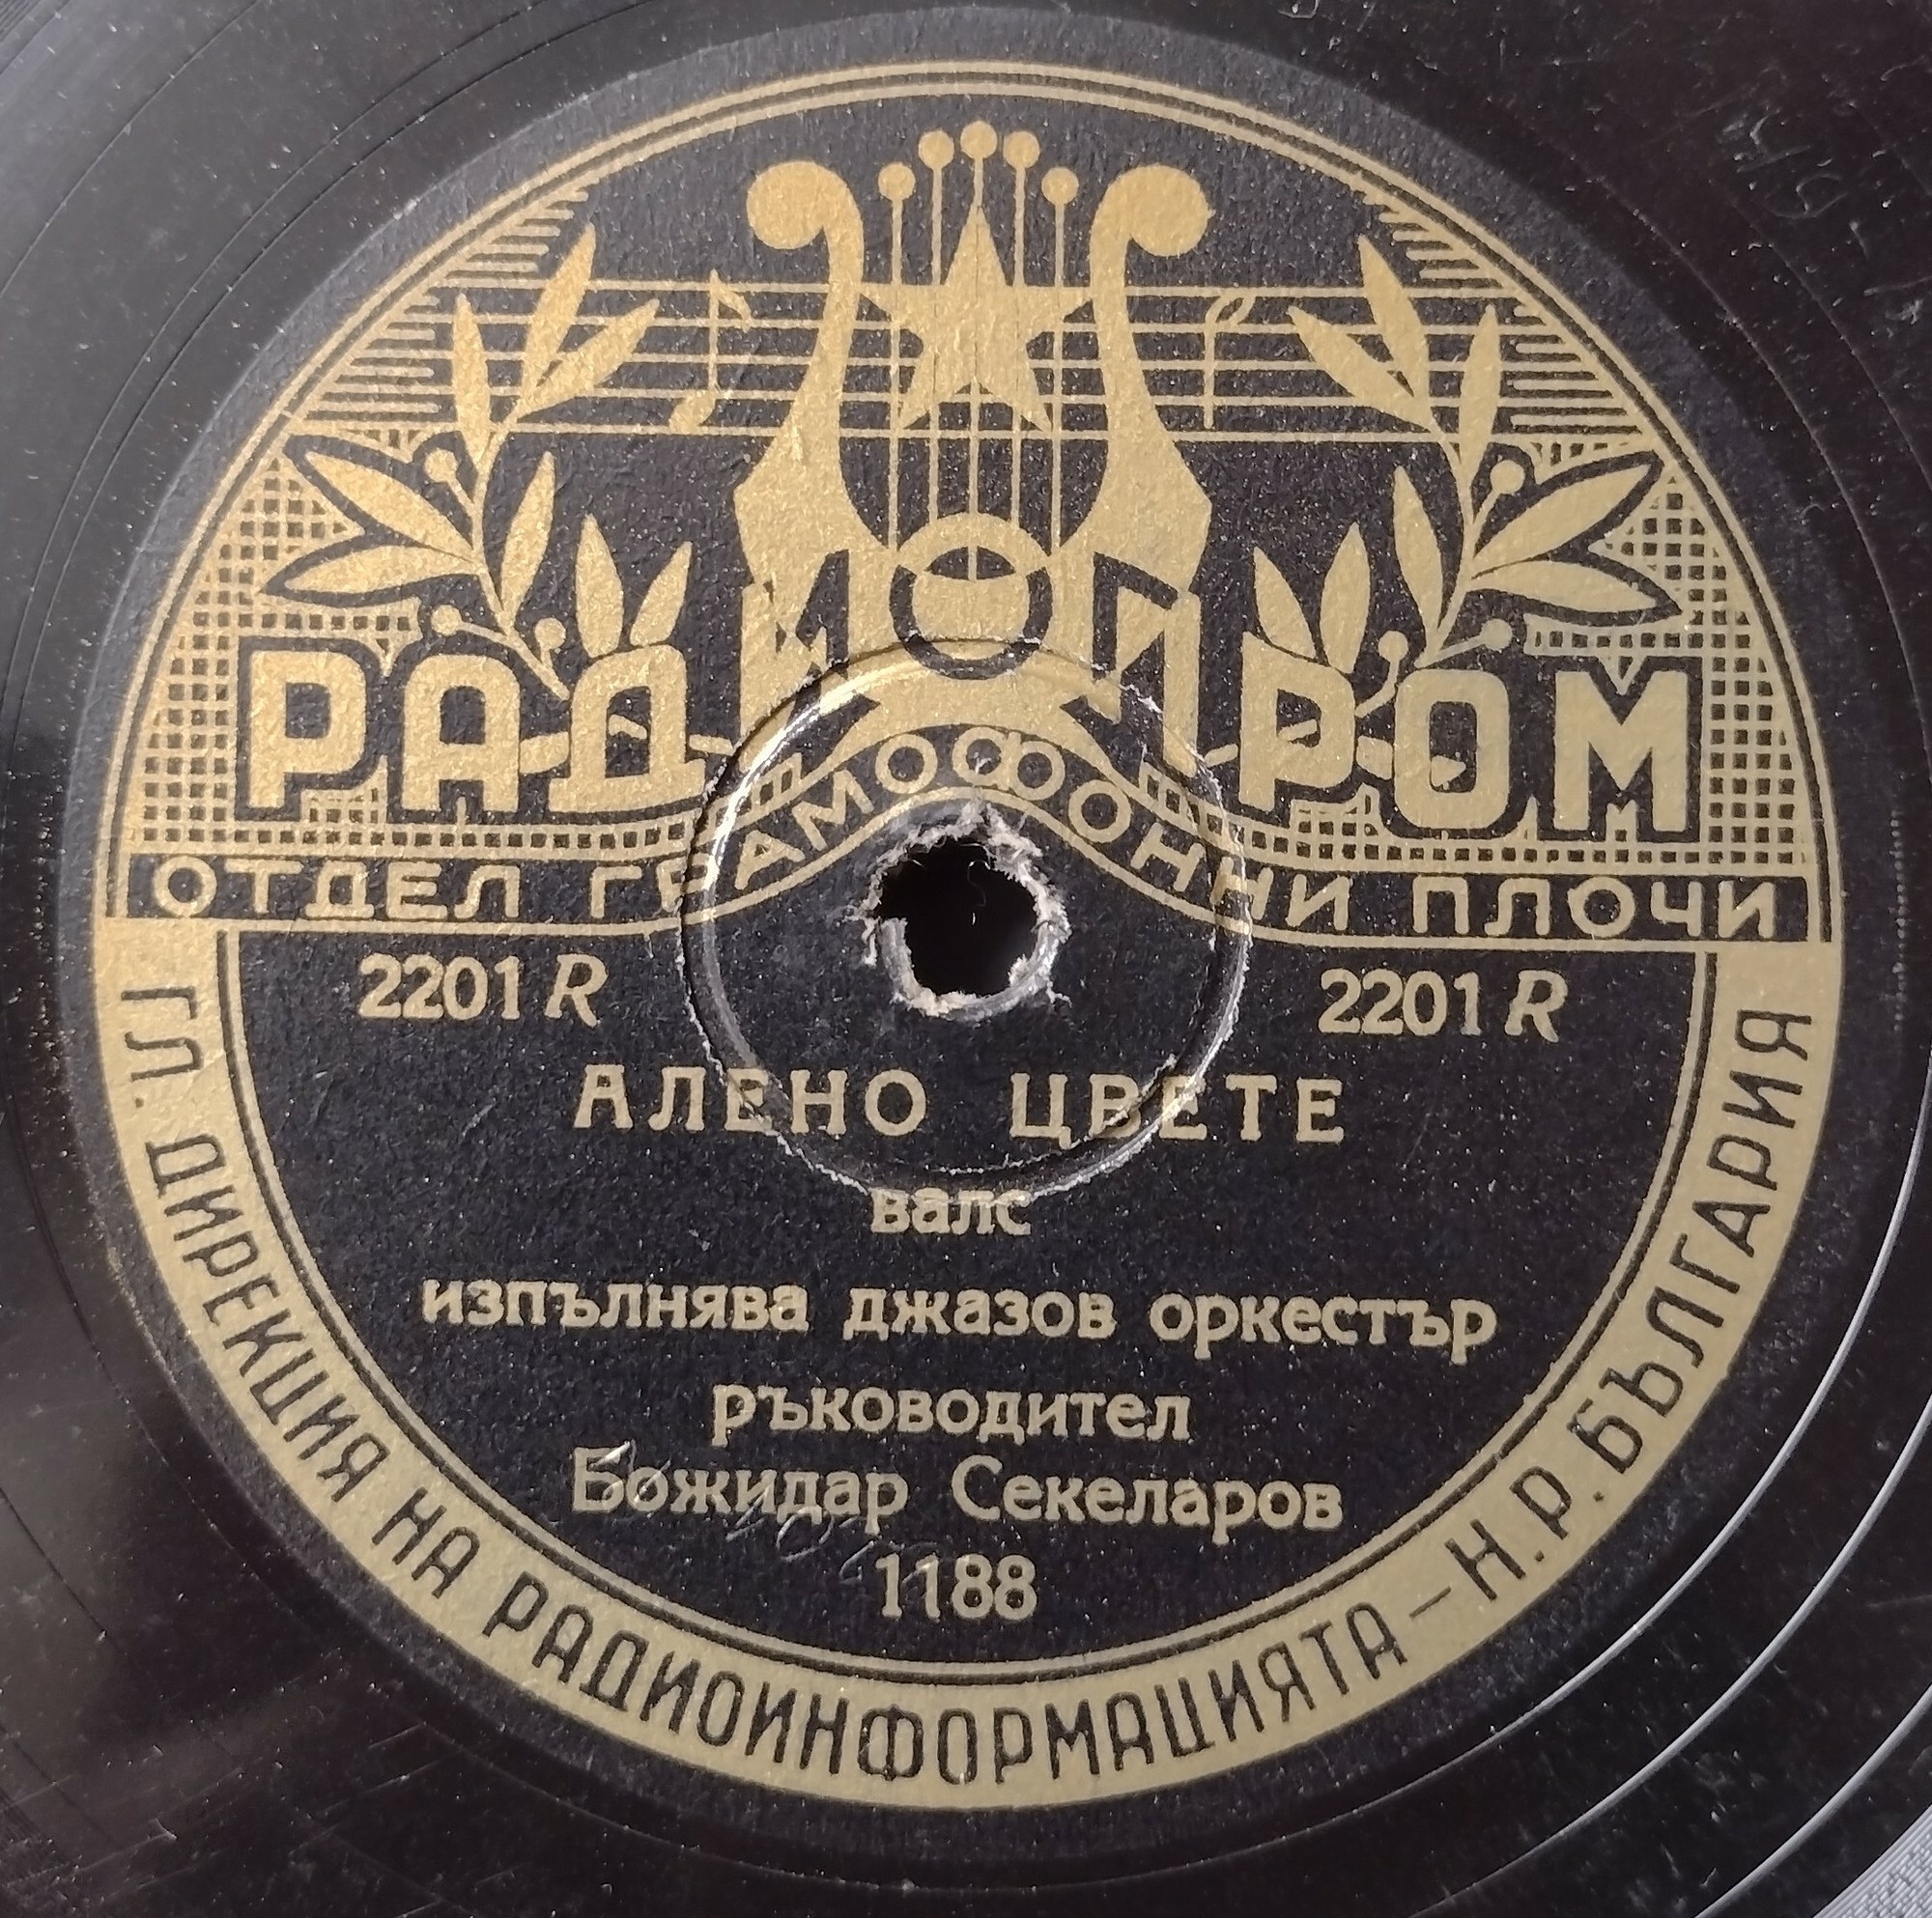 РАДИОПРОМ
ОТДЕЛ ГРАМОФОННИ ПЛОЧИ
2201 R 2201 R
АЛЕНО ЦВЕТЕ
валс
изпълнява джазов оркестър
ръководител
Божидар Секеларов
1188
ГЛ. ДИРЕКЦИЯ НА РАДИОИНФОРМАЦИЯТА – Н.Р. БЪЛГАРИЯ